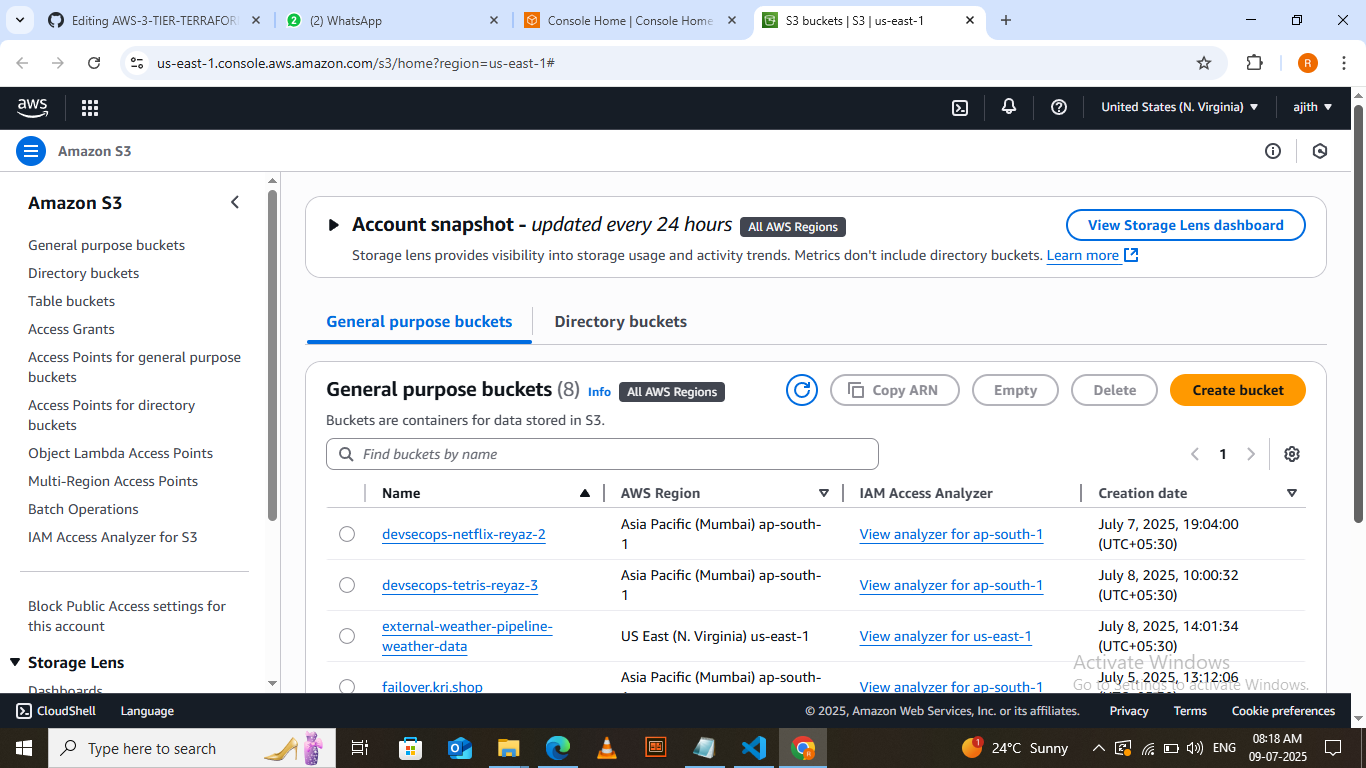 Editing AWS-3-TIER-TERRAFORM
(2) WhatsApp
Console Home | Console Home
S3 buckets | S3 | us-east-1
us-east-1.console.aws.amazon.com/s3/home?region=us-east-1#
R
aws
United States (N. Virginia)
ajith
Amazon S3
Amazon S3
General purpose buckets
Directory buckets
Table buckets
Access Grants
Access Points for general purpose
buckets
Access Points for directory
buckets
Object Lambda Access Points
Multi-Region Access Points
Batch Operations
IAM Access Analyzer for S3
Block Public Access settings for
this account
Storage Lens
Dashboards
Account snapshot - updated every 24 hours All AWS Regions
View Storage Lens dashboard
Storage lens provides visibility into storage usage and activity trends. Metrics don't include directory buckets. Learn more
General purpose buckets
Directory buckets
General purpose buckets (8) Info All AWS Regions
Copy ARN
Empty
Delete
Create bucket
Buckets are containers for data stored in S3.
Find buckets by name
1
Name
AWS Region
IAM Access Analyzer
Creation date
devsecops-netflix-reyaz-2
Asia Pacific (Mumbai) ap-south-
1
View analyzer for ap-south-1
July 7, 2025, 19:04:00
(UTC+05:30)
devsecops-tetris-reyaz-3
Asia Pacific (Mumbai) ap-south-
1
View analyzer for ap-south-1
July 8, 2025, 10:00:32
(UTC+05:30)
external-weather-pipeline-
weather-data
US East (N. Virginia) us-east-1
View analyzer for us-east-1
July 8, 2025, 14:01:34
(UTC+05:30)
failover.kri.shop
Asia Pacific (Mumbai) ap-south-
View analyzer for ap-south-1
July 5, 2025, 13:12:06
Activate Windows
Go to Settings to activate Windows.
CloudShell
Language
© 2025, Amazon Web Services, Inc. or its affiliates.
Privacy
Terms
Cookie preferences
Type here to search
24°C Sunny
ENG
08:18 AM
09-07-2025